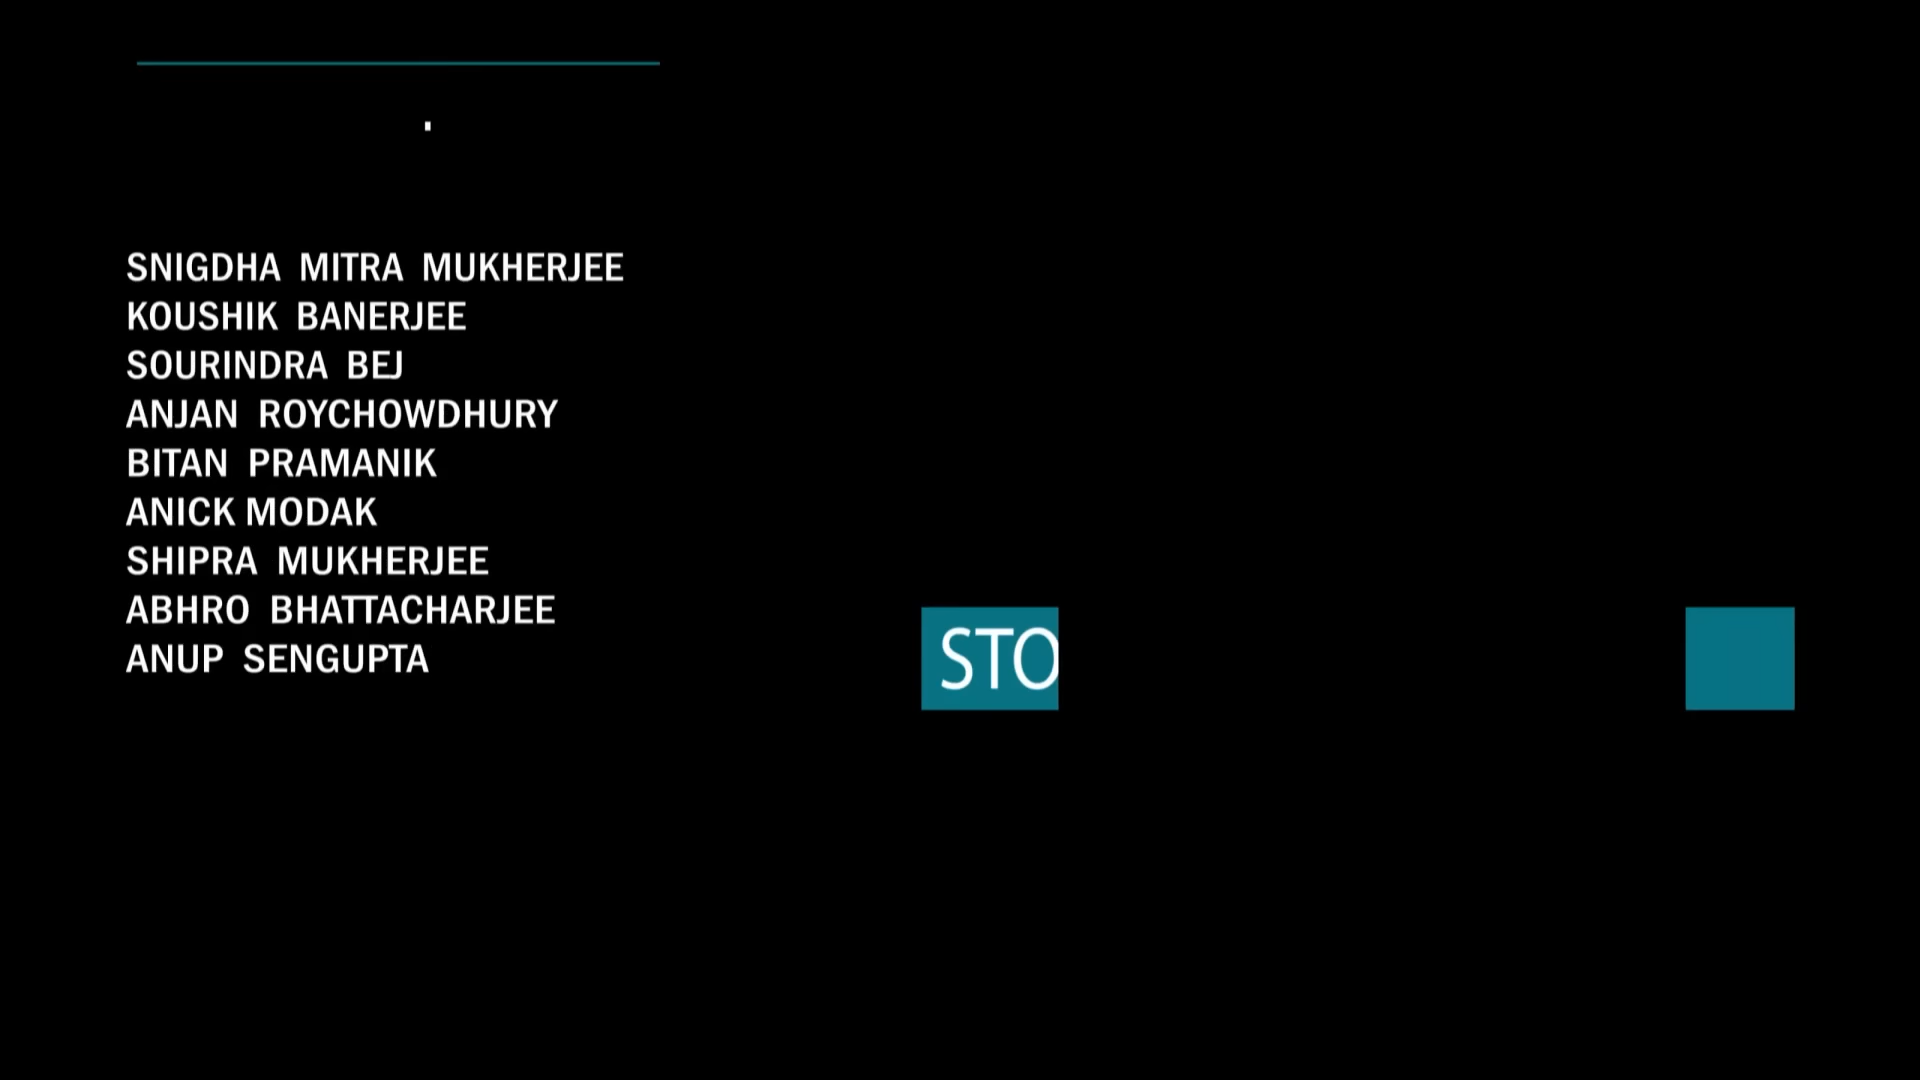 SNIGDHA MITRA MUKHERJEE
KOUSHIK BANERJEE
SOURINDRA BEJ
ANJAN ROYCHOWDHURY
BITAN PRAMANIK
ANICK MODAK
SHIPRA MUKHERJEE
ABHRO BHATTACHARJEE
ANUP SENGUPTA
STO